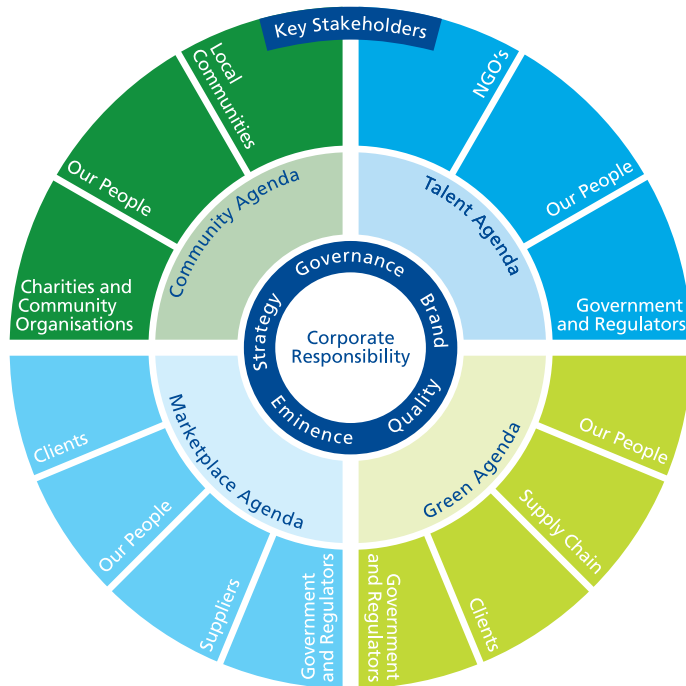 Key Stakeholders
Local
Communities
Our People
Charities and
Community
Organisations
Community Agenda
NGO's
Our People
Government
and Regulators
Talent Agenda
Governance
Brand
Quality
Eminence
Strategy
Corporate
Responsibility
Marketplace Agenda
Clients
Our People
Suppliers
Government
and Regulators
Green Agenda
Our People
Supply Chain
Clients
Government
and Regulators